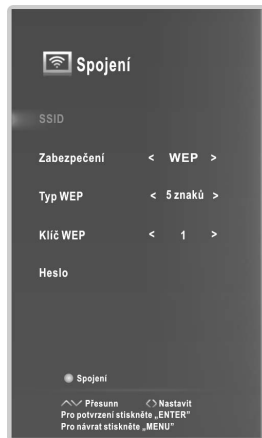 Spojení
SSID
Zabezpečení < WEP >
Typ WEP < 5 znaků >
Klíč WEP < 1 >
Heslo
Spojení
Přesunn Nastavit
Pro potvrzení stiskněte „ENTER"
Pro návrat stiskněte „MENU"